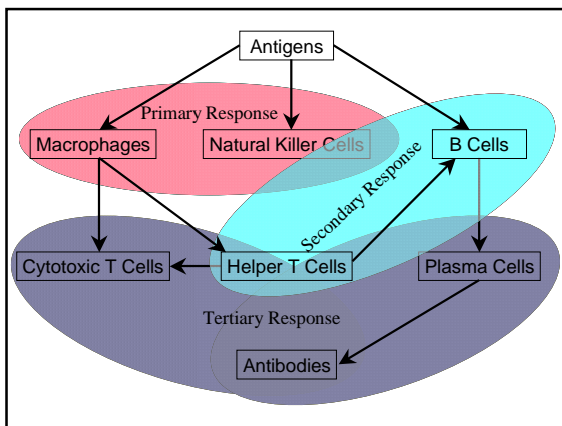 Antigens
Primary Response
Macrophages
Natural Killer Cells
B Cells
Secondary Response
Cytotoxic T Cells
Helper T Cells
Plasma Cells
Tertiary Response
Antibodies